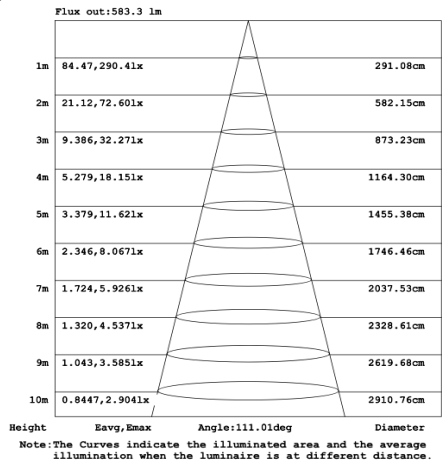 Flux out:583.3 lm
1m 84.47,290.4lx 291.08cm
2m 21.12,72.60lx 582.15cm
3m 9.386,32.27lx 873.23cm
4m 5.279,18.15lx 1164.30cm
5m 3.379,11.62lx 1455.38cm
6m 2.346,8.067lx 1746.46cm
7m 1.724,5.926lx 2037.53cm
8m 1.320,4.537lx 2328.61cm
9m 1.043,3.585lx 2619.68cm
10m 0.8447,2.904lx 2910.76cm
Height Eavg,Emax Angle:111.01deg Diameter
Note:The Curves indicate the illuminated area and the average
illumination when the luminaire is at different distance.